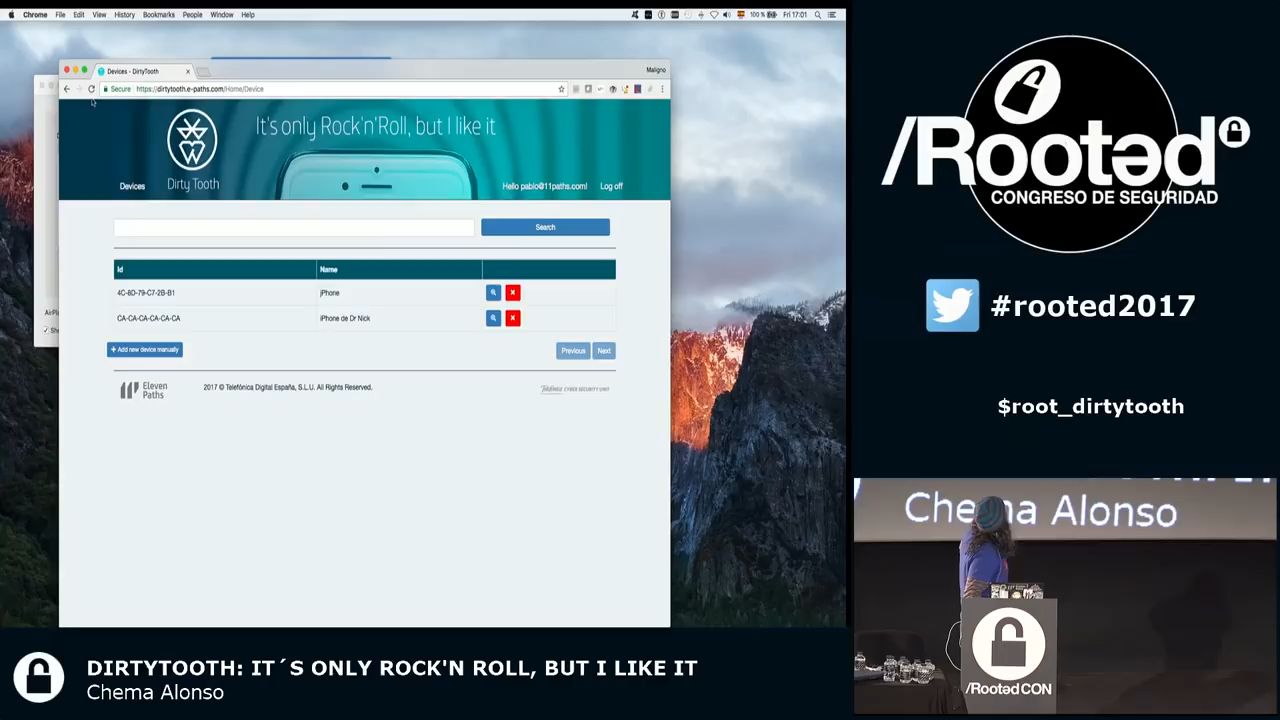 Chrome File Edit View History Bookmarks People Window Help
100 % Fri 17:01
Devices - DirtyTooth
Maligno
Secure https://dirtytooth.e-paths.com/Home/Device
It's only Rock'n'Roll, but I like it
Dirty Tooth
Devices
Hello pablo@11paths.com!
Log off
Search
Id Name
4C-8D-79-C7-2B-B1 jPhone
CA-CA-CA-CA-CA-CA iPhone de Dr Nick
+ Add new device manually
Previous Next
Eleven
Paths
2017 © Telefónica Digital España, S.L.U. All Rights Reserved.
AirPla
/Rooted
CONGRESO DE SEGURIDAD
#rooted2017
$root_dirtytooth
Chema Alonso
/RootedCON
DIRTYTOOTH: IT´S ONLY ROCK'N ROLL, BUT I LIKE IT
Chema Alonso